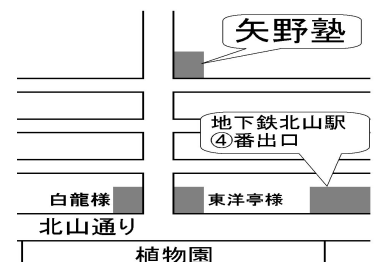 矢野塾
地下鉄北山駅
④番出口
白龍様
東洋亭様
北山通り
植物園